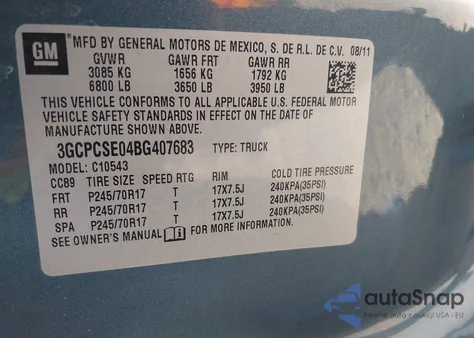 GM
MFD BY GENERAL MOTORS DE MEXICO, S. DE R.L. DE C.V. 08/11
GVWR GAWR FRT GAWR RR
3085 KG 1656 KG 1792 KG
6800 LB 3650 LB 3950 LB
THIS VEHICLE CONFORMS TO ALL APPLICABLE U.S. FEDERAL MOTOR
VEHICLE SAFETY STANDARDS IN EFFECT ON THE DATE OF
MANUFACTURE SHOWN ABOVE.
3GCPCSE04BG407683 TYPE: TRUCK
MODEL: C10543
CC89 TIRE SIZE SPEED RTG RIM COLD TIRE PRESSURE
FRT P245/70R17 T 17X7.5J 240KPA(35PSI)
RR P245/70R17 T 17X7.5J 240KPA(35PSI)
SPA P245/70R17 T 17X7.5J 240KPA(35PSI)
SEE OWNER'S MANUAL FOR MORE INFORMATION.
autoSnap
aut z USA i EU